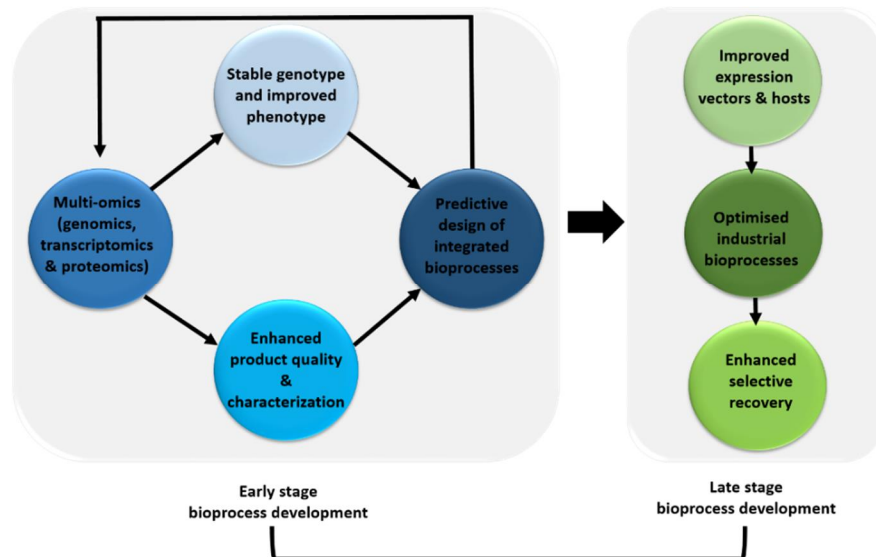 Stable genotype
and improved
phenotype
Multi-omics
(genomics,
transcriptomics
& proteomics)
Predictive
design of
integrated
bioprocesses
Enhanced
product quality
&
characterization
Improved
expression
vectors & hosts
Optimised
industrial
bioprocesses
Enhanced
selective
recovery
Early stage
bioprocess development
Late stage
bioprocess development